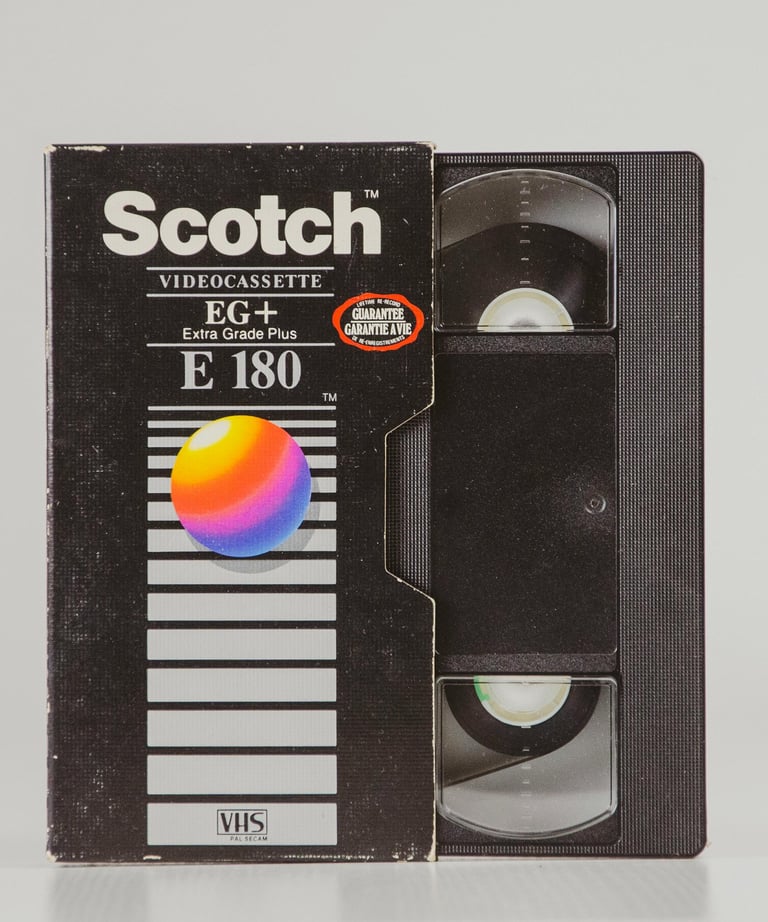 Scotch™
VIDEOCASSETTE
EG+
Extra Grade Plus
LIFETIME RE-RECORD
GUARANTEE
GARANTIE A VIE
DE RE-ENREGISTREMENTS
E 180
TM
VHS
PAL SECAM